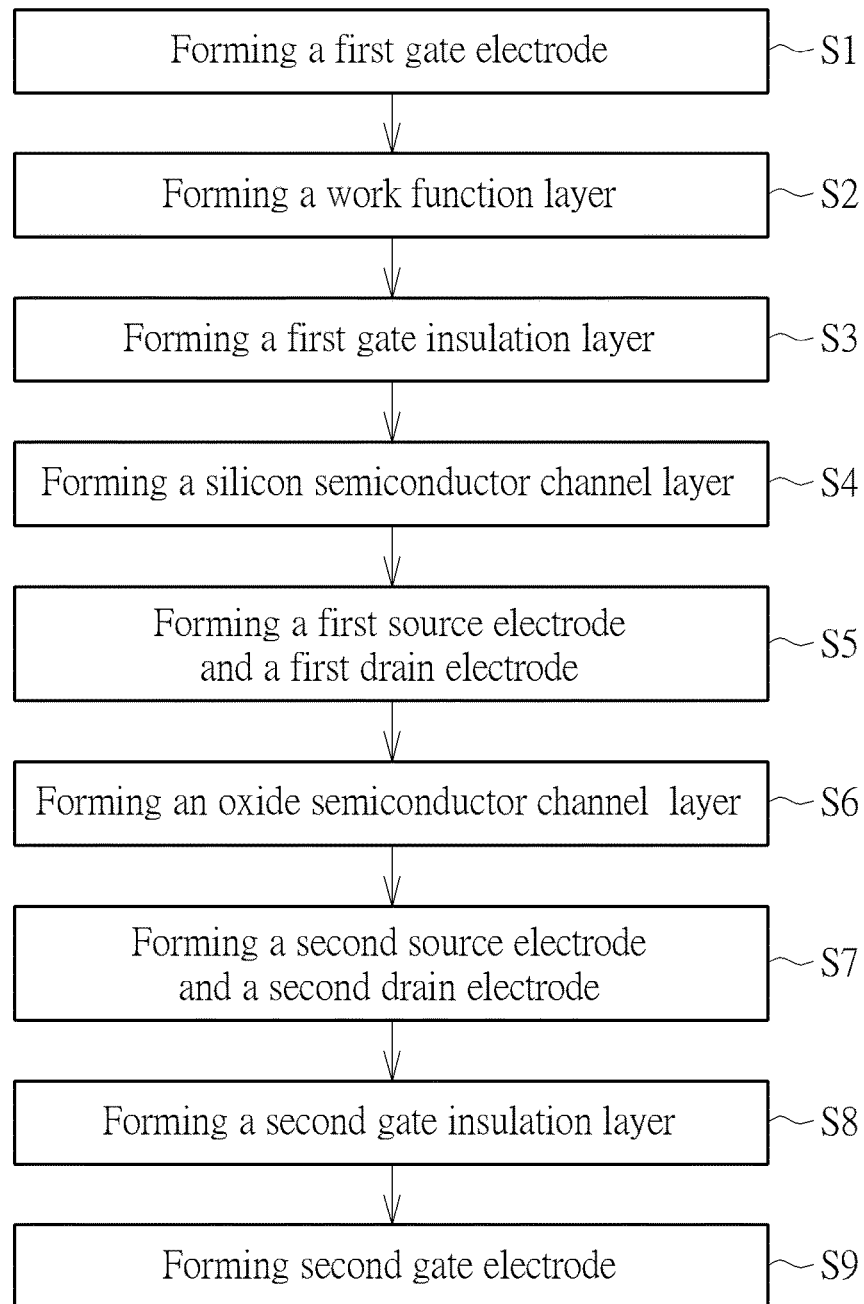 Forming a first gate electrode S1
Forming a work function layer S2
Forming a first gate insulation layer S3
Forming a silicon semiconductor channel layer S4
Forming a first source electrode
and a first drain electrode S5
Forming an oxide semiconductor channel layer S6
Forming a second source electrode
and a second drain electrode S7
Forming a second gate insulation layer S8
Forming second gate electrode S9